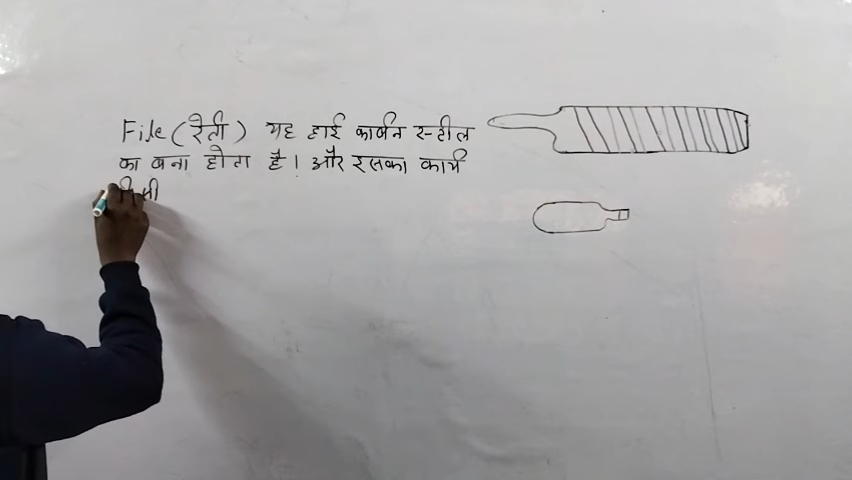 File (रेती) यह हाई कार्बन स्टील
का बना होता है। और इसका कार्य